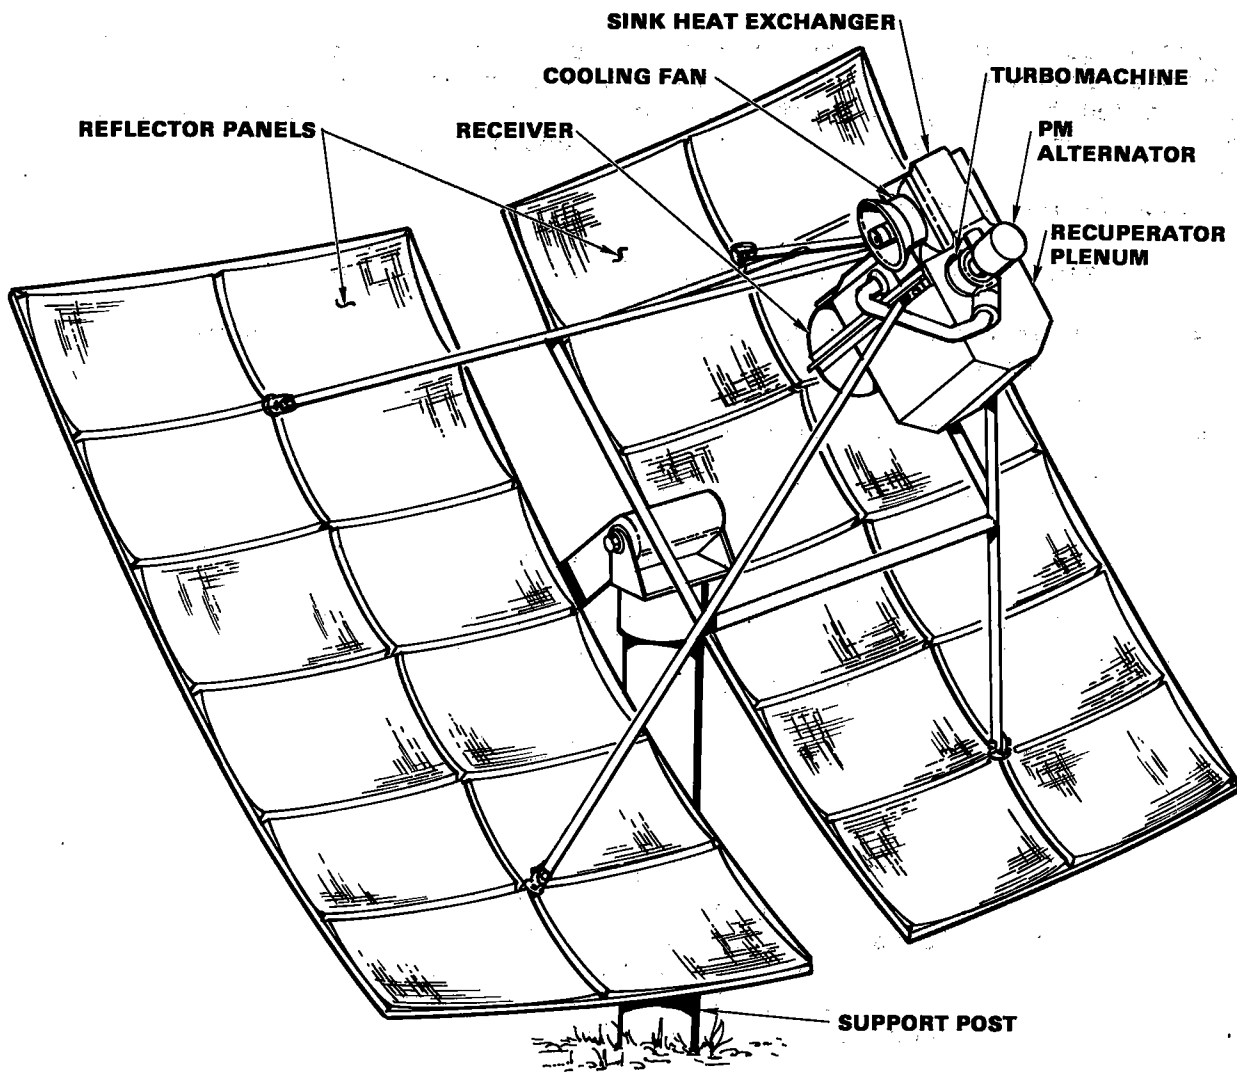 SINK HEAT EXCHANGER
COOLING FAN
TURBOMACHINE
REFLECTOR PANELS
RECEIVER
PM
ALTERNATOR
RECUPERATOR
PLENUM
SUPPORT POST